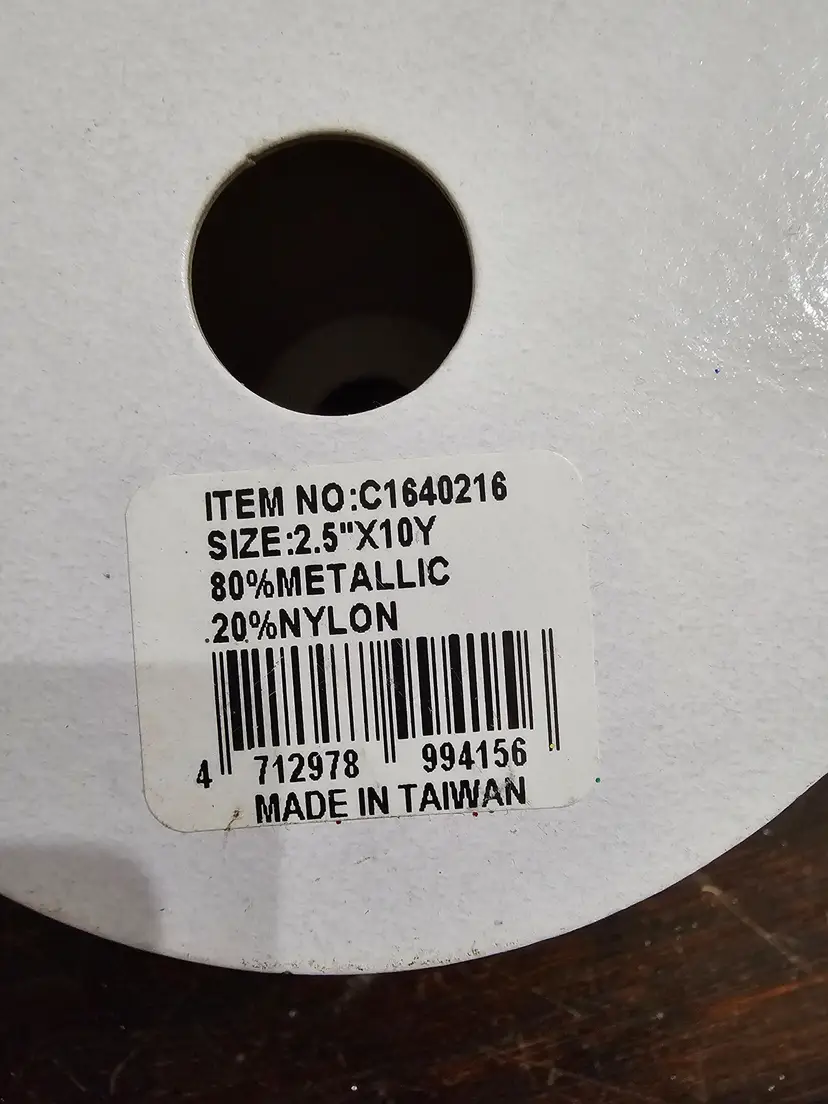 ITEM NO:C1640216
SIZE:2.5"X10Y
80%METALLIC
20%NYLON
4 712978 994156
MADE IN TAIWAN